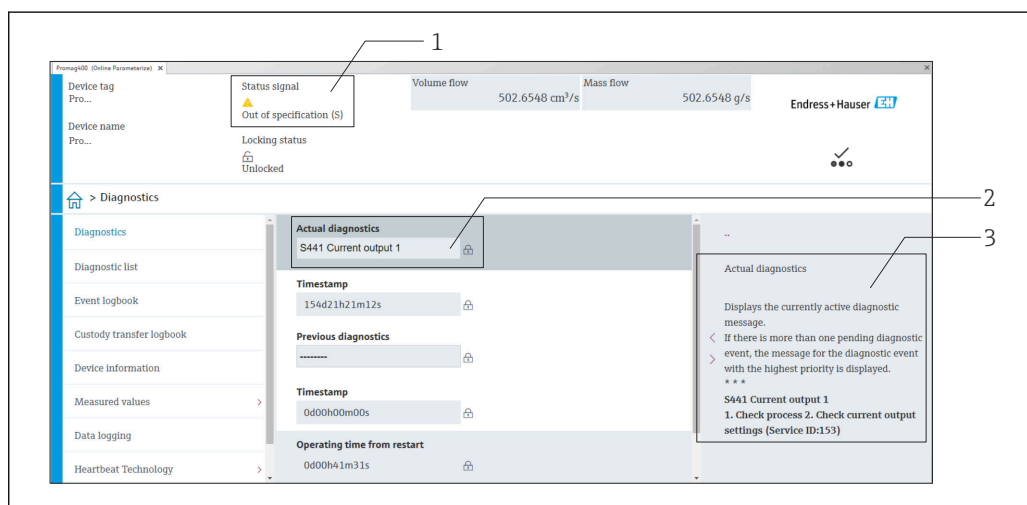 1
Promag400 (Online Parameterize) X
X
Device tag
Pro...
Device name
Pro...
Status signal
Out of specification (S)
Locking status
Unlocked
Volume flow
502.6548 cm³/s
Mass flow
502.6548 g/s
Endress+Hauser EH
> Diagnostics
2
3
Diagnostics
Diagnostic list
Event logbook
Custody transfer logbook
Device information
Measured values >
Data logging
Heartbeat Technology >
Actual diagnostics
S441 Current output 1
Timestamp
154d21h21m12s
Previous diagnostics
--------
Timestamp
0d00h00m00s
Operating time from restart
0d00h41m31s
..
Actual diagnostics
Displays the currently active diagnostic
message.
If there is more than one pending diagnostic
event, the message for the diagnostic event
with the highest priority is displayed.
* * *
S441 Current output 1
1. Check process 2. Check current output
settings (Service ID:153)